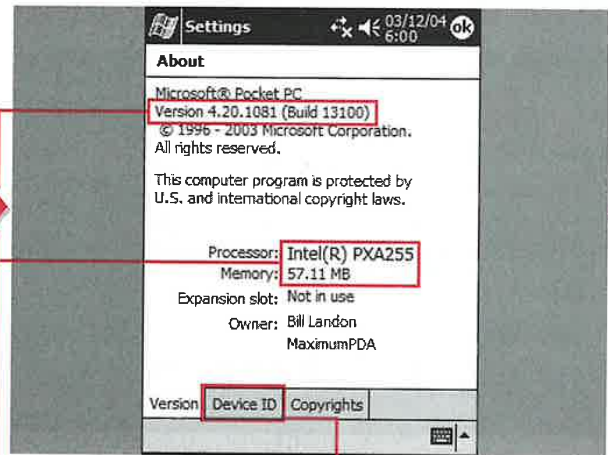 Settings
03/12/04
6:00
ok
About
Microsoft® Pocket PC
Version 4.20.1081 (Build 13100)
© 1996 - 2003 Microsoft Corporation.
All rights reserved.
This computer program is protected by
U.S. and international copyright laws.
Processor: Intel(R) PXA255
Memory: 57.11 MB
Expansion slot: Not in use
Owner: Bill Landon
MaximumPDA
Version Device ID Copyrights